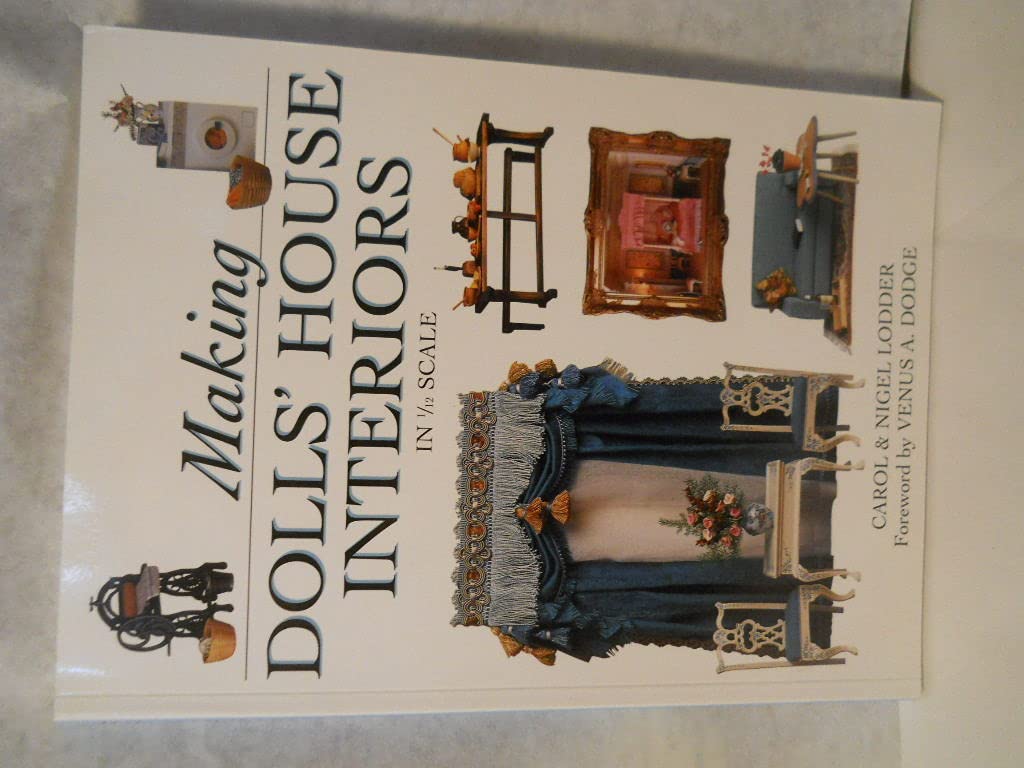 Making
DOLLS' HOUSE
INTERIORS
IN 1/12 SCALE
CAROL & NIGEL LODDER
Foreword by VENUS A. DODGE